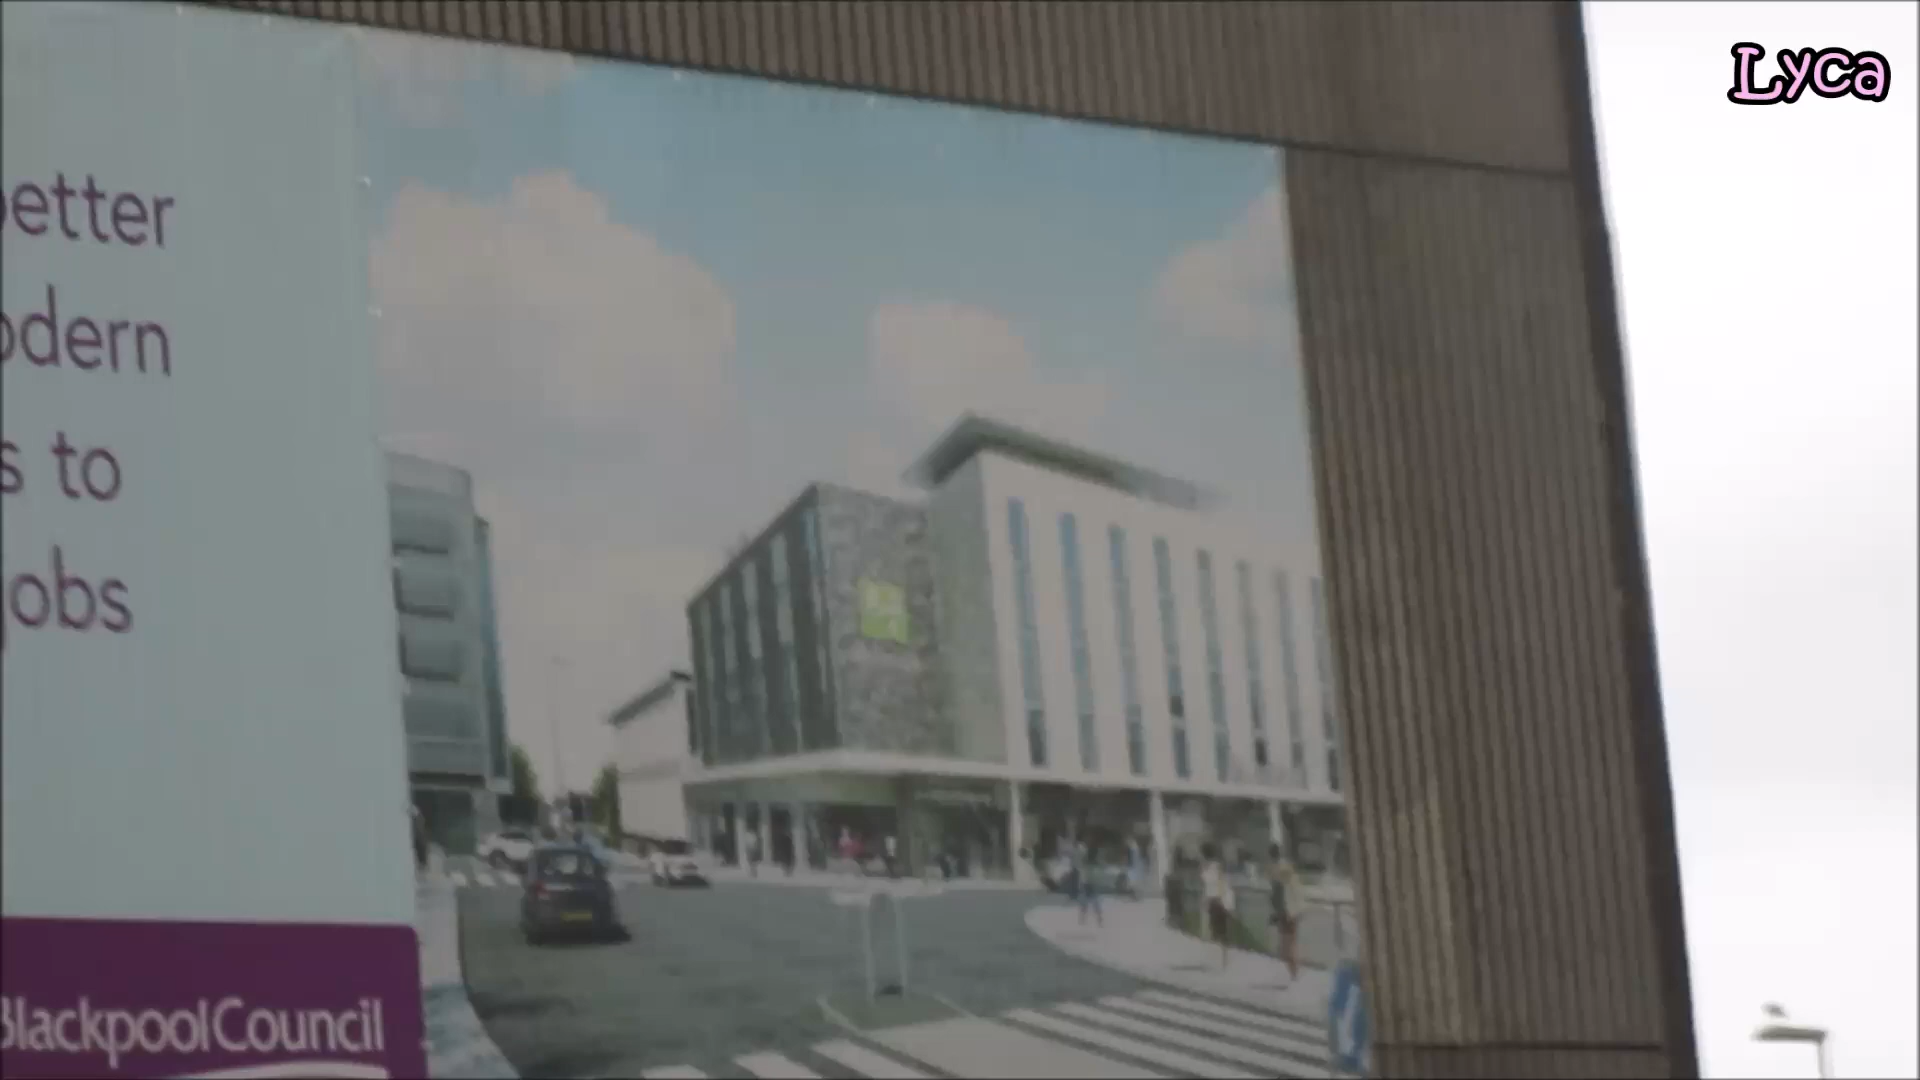 Lyca
etter
odern
s to
jobs
BlackpoolCouncil